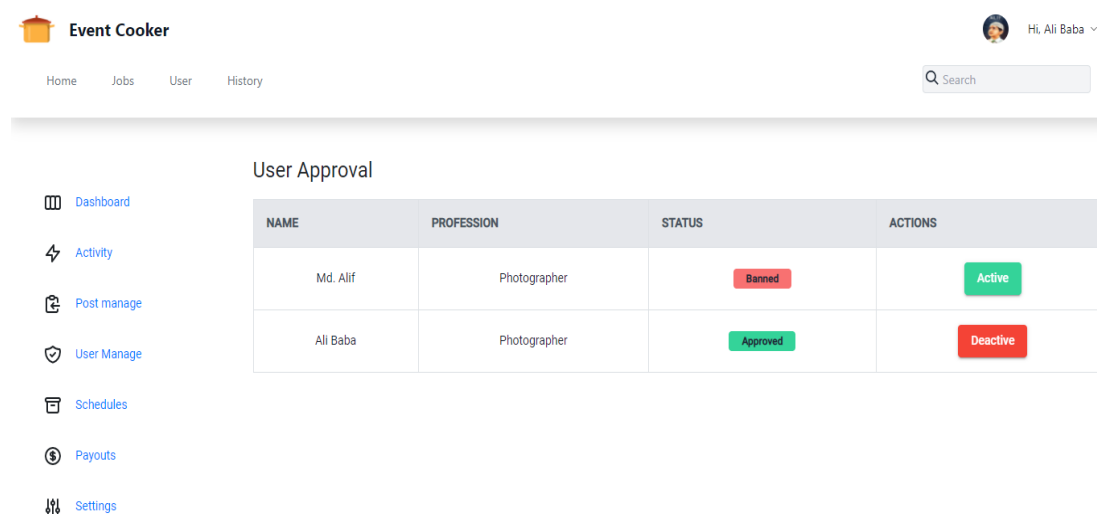 Event Cooker
Hi, Ali Baba
Home Jobs User History
Search
User Approval
Dashboard
Activity
Post manage
User Manage
Schedules
Payouts
Settings
NAME PROFESSION STATUS ACTIONS
Md. Alif Photographer Banned Active
Ali Baba Photographer Approved Deactive